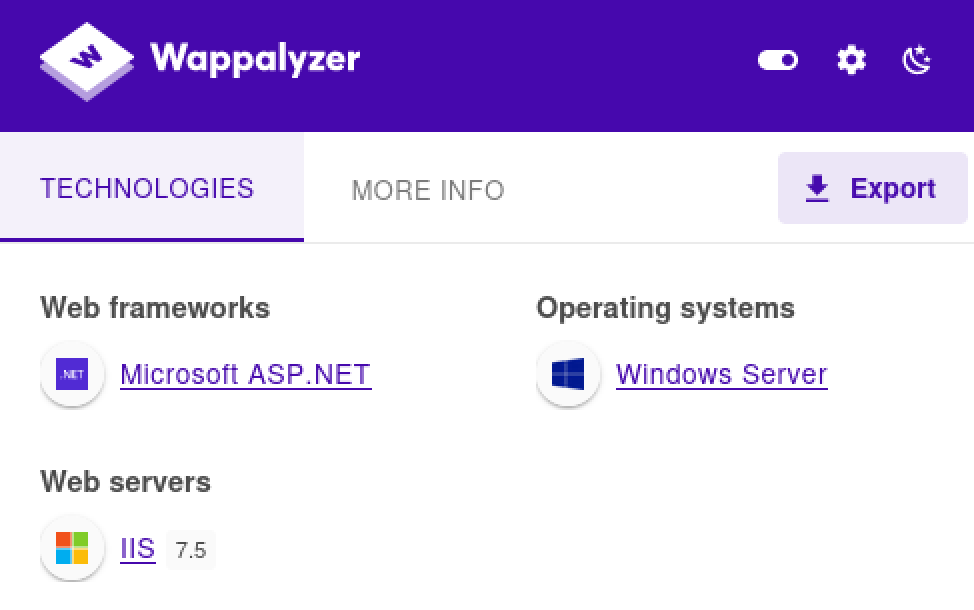 Wappalyzer
TECHNOLOGIES MORE INFO Export
Web frameworks
.NET Microsoft ASP.NET
Operating systems
Windows Server
Web servers
IIS 7.5